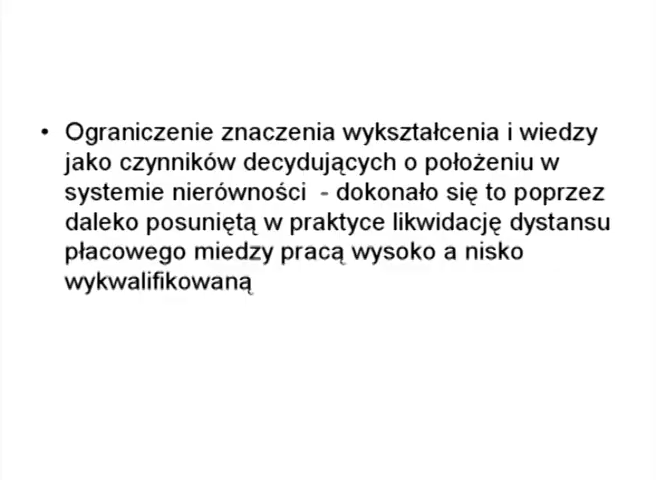 • Ograniczenie znaczenia wykształcenia i wiedzy
jako czynników decydujących o położeniu w
systemie nierówności  - dokonało się to poprzez
daleko posuniętą w praktyce likwidację dystansu
płacowego miedzy pracą wysoko a nisko
wykwalifikowaną